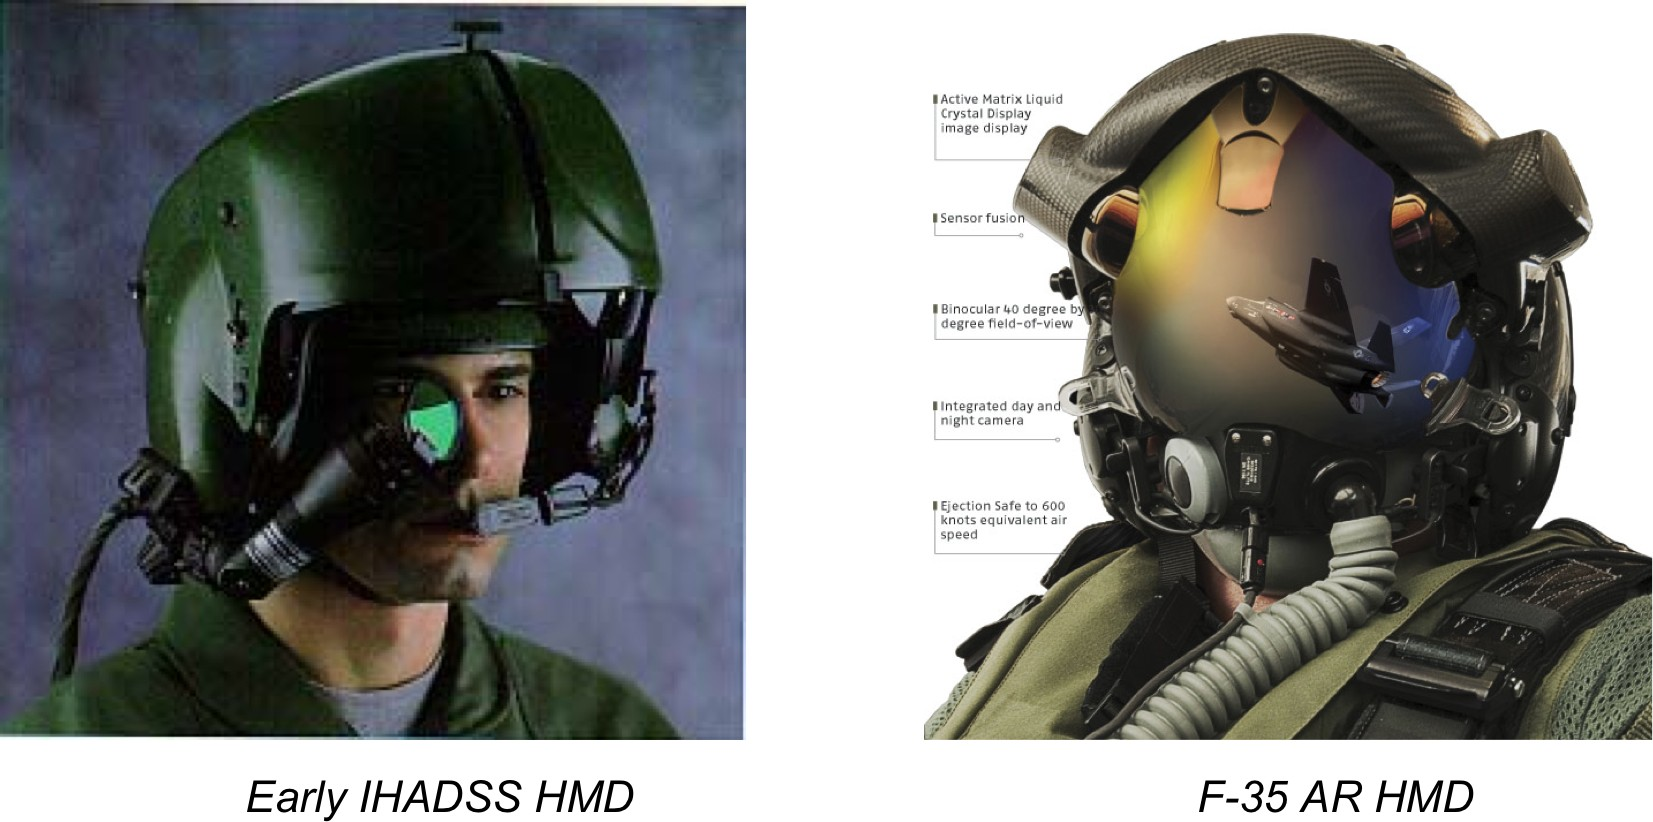 Active Matrix Liquid
Crystal Display
image display
Sensor fusion
Binocular 40 degree by
degree field-of-view
Integrated day and
night camera
Ejection Safe to 600
knots equivalent air
speed
Early IHADSS HMD
F-35 AR HMD